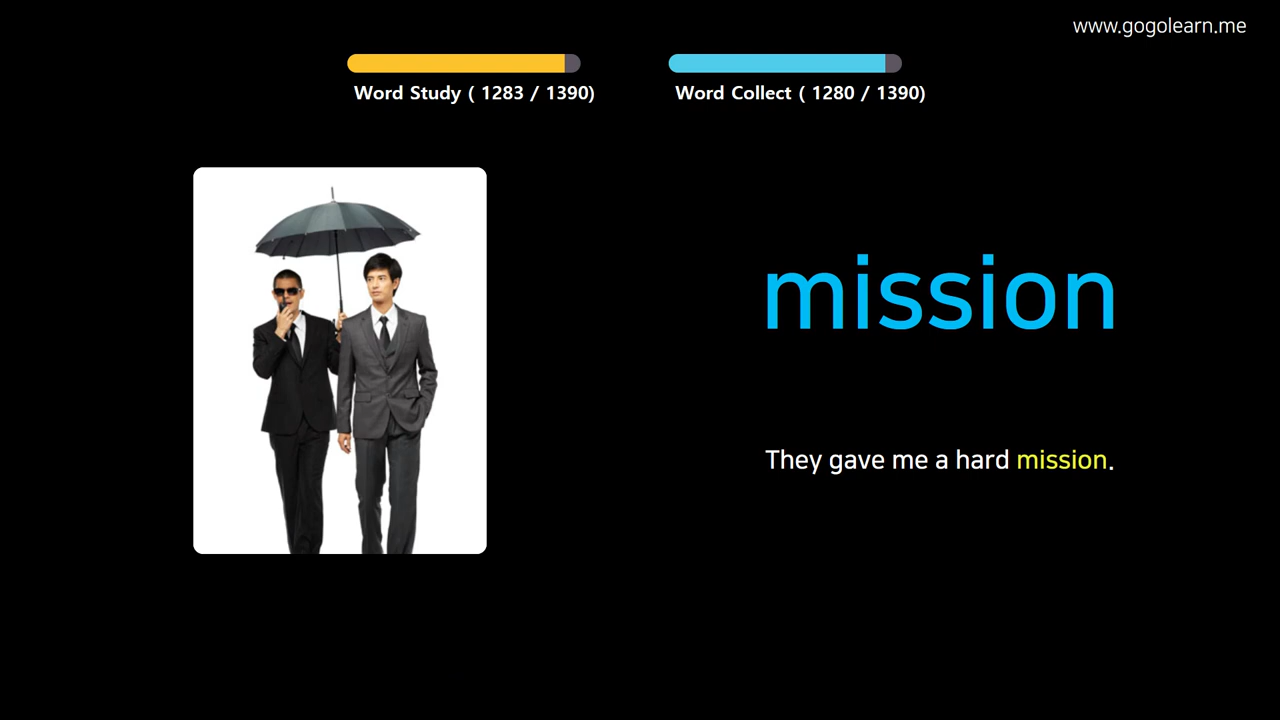 www.gogolearn.me
Word Study ( 1283 / 1390)
Word Collect ( 1280 / 1390)
mission
They gave me a hard mission.